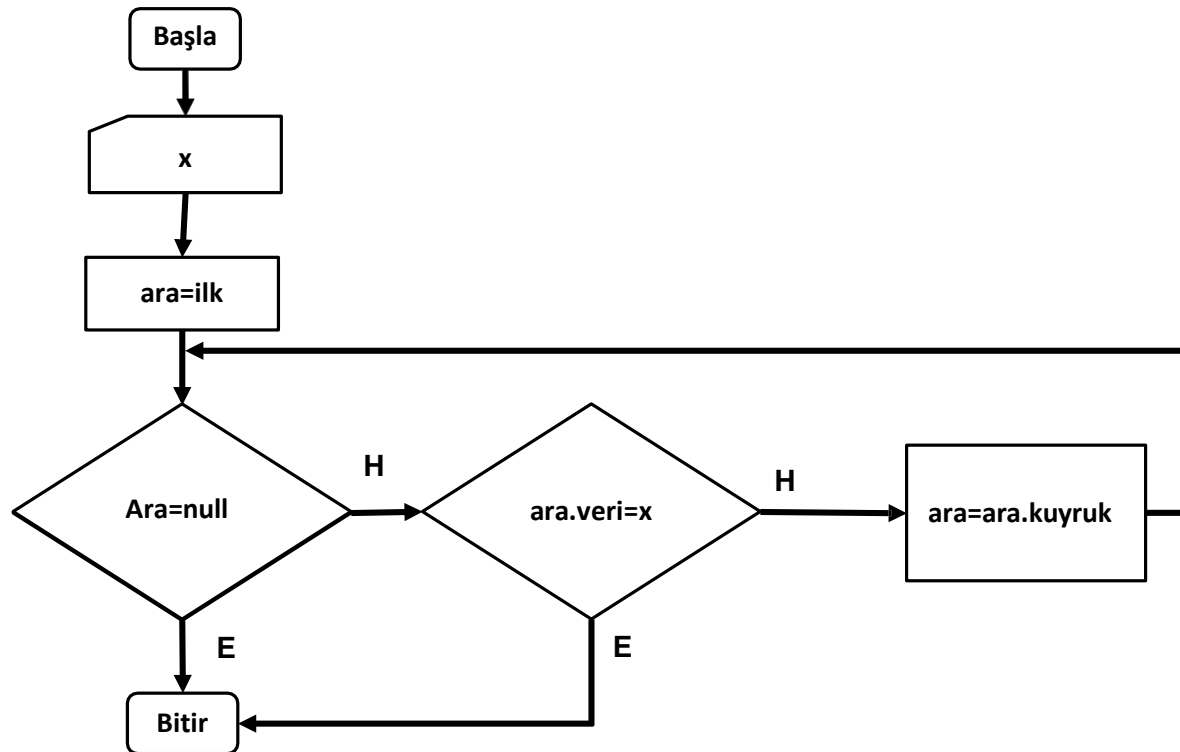 Başla
x
ara=ilk
Ara=null
H
ara.veri=x
H
ara=ara.kuyruk
E
E
Bitir